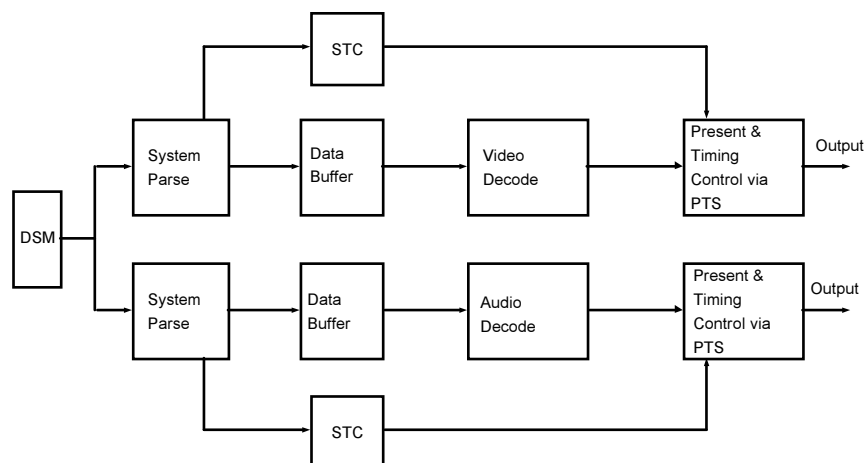 STC
System
Parse
Data
Buffer
Video
Decode
Present &
Timing
Control via
PTS
Output
DSM
System
Parse
Data
Buffer
Audio
Decode
Present &
Timing
Control via
PTS
Output
STC